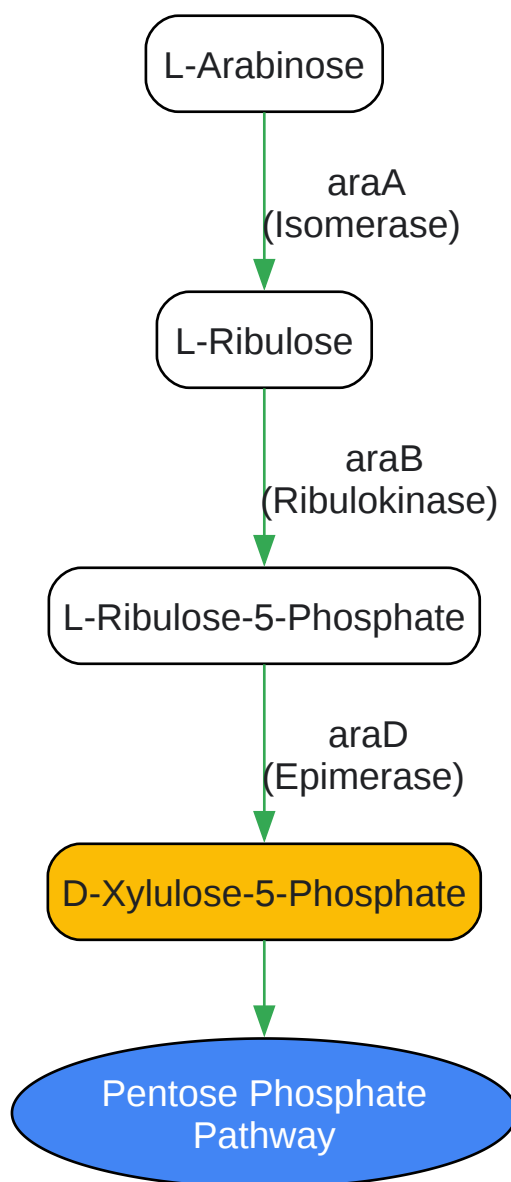 L-Arabinose
araA
(Isomerase)
L-Ribulose
araB
(Ribulokinase)
L-Ribulose-5-Phosphate
araD
(Epimerase)
D-Xylulose-5-Phosphate
Pentose Phosphate
Pathway